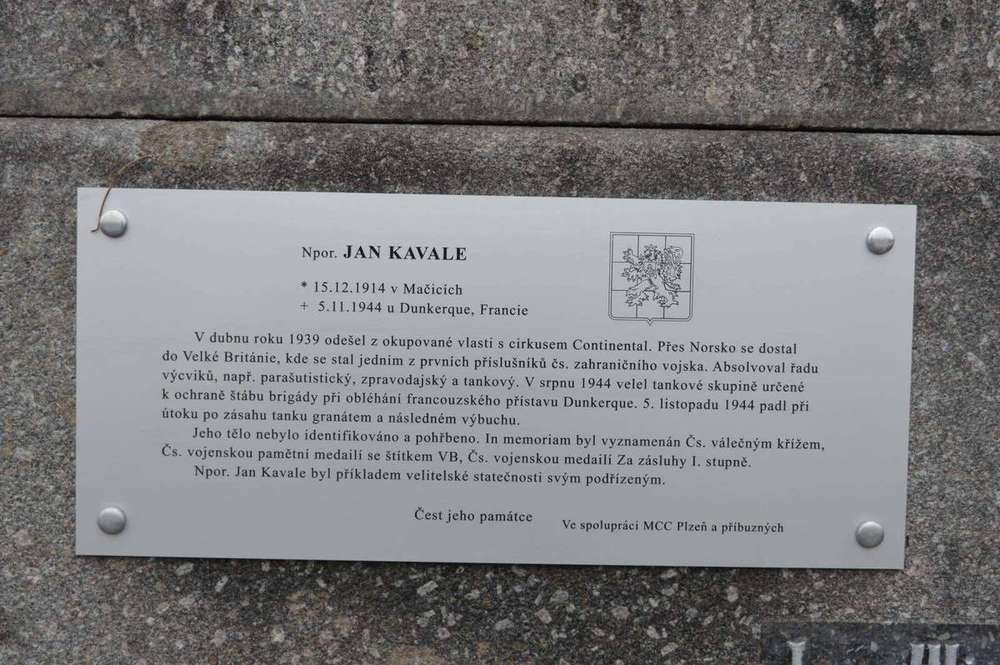 Npor. JAN KAVALE
* 15.12.1914 v Mačicích
+ 5.11.1944 u Dunkerque, Francie
V dubnu roku 1939 odešel z okupované vlasti s cirkusem Continental. Přes Norsko se dostal
do Velké Británie, kde se stal jedním z prvních příslušníků čs. zahraničního vojska. Absolvoval řadu
výcviků, např. parašutistický, zpravodajský a tankový. V srpnu 1944 velel tankové skupině určené
k ochraně štábu brigády při obléhání francouzského přístavu Dunkerque. 5. listopadu 1944 padl při
útoku po zásahu tanku granátem a následném výbuchu.
Jeho tělo nebylo identifikováno a pohřbeno. In memoriam byl vyznamenán Čs. válečným křížem,
Čs. vojenskou pamětní medailí se štítkem VB, Čs. vojenskou medailí Za zásluhy I. stupně.
Npor. Jan Kavale byl příkladem velitelské statečnosti svým podřízeným.
Čest jeho památce
Ve spolupráci MCC Plzeň a příbuzných